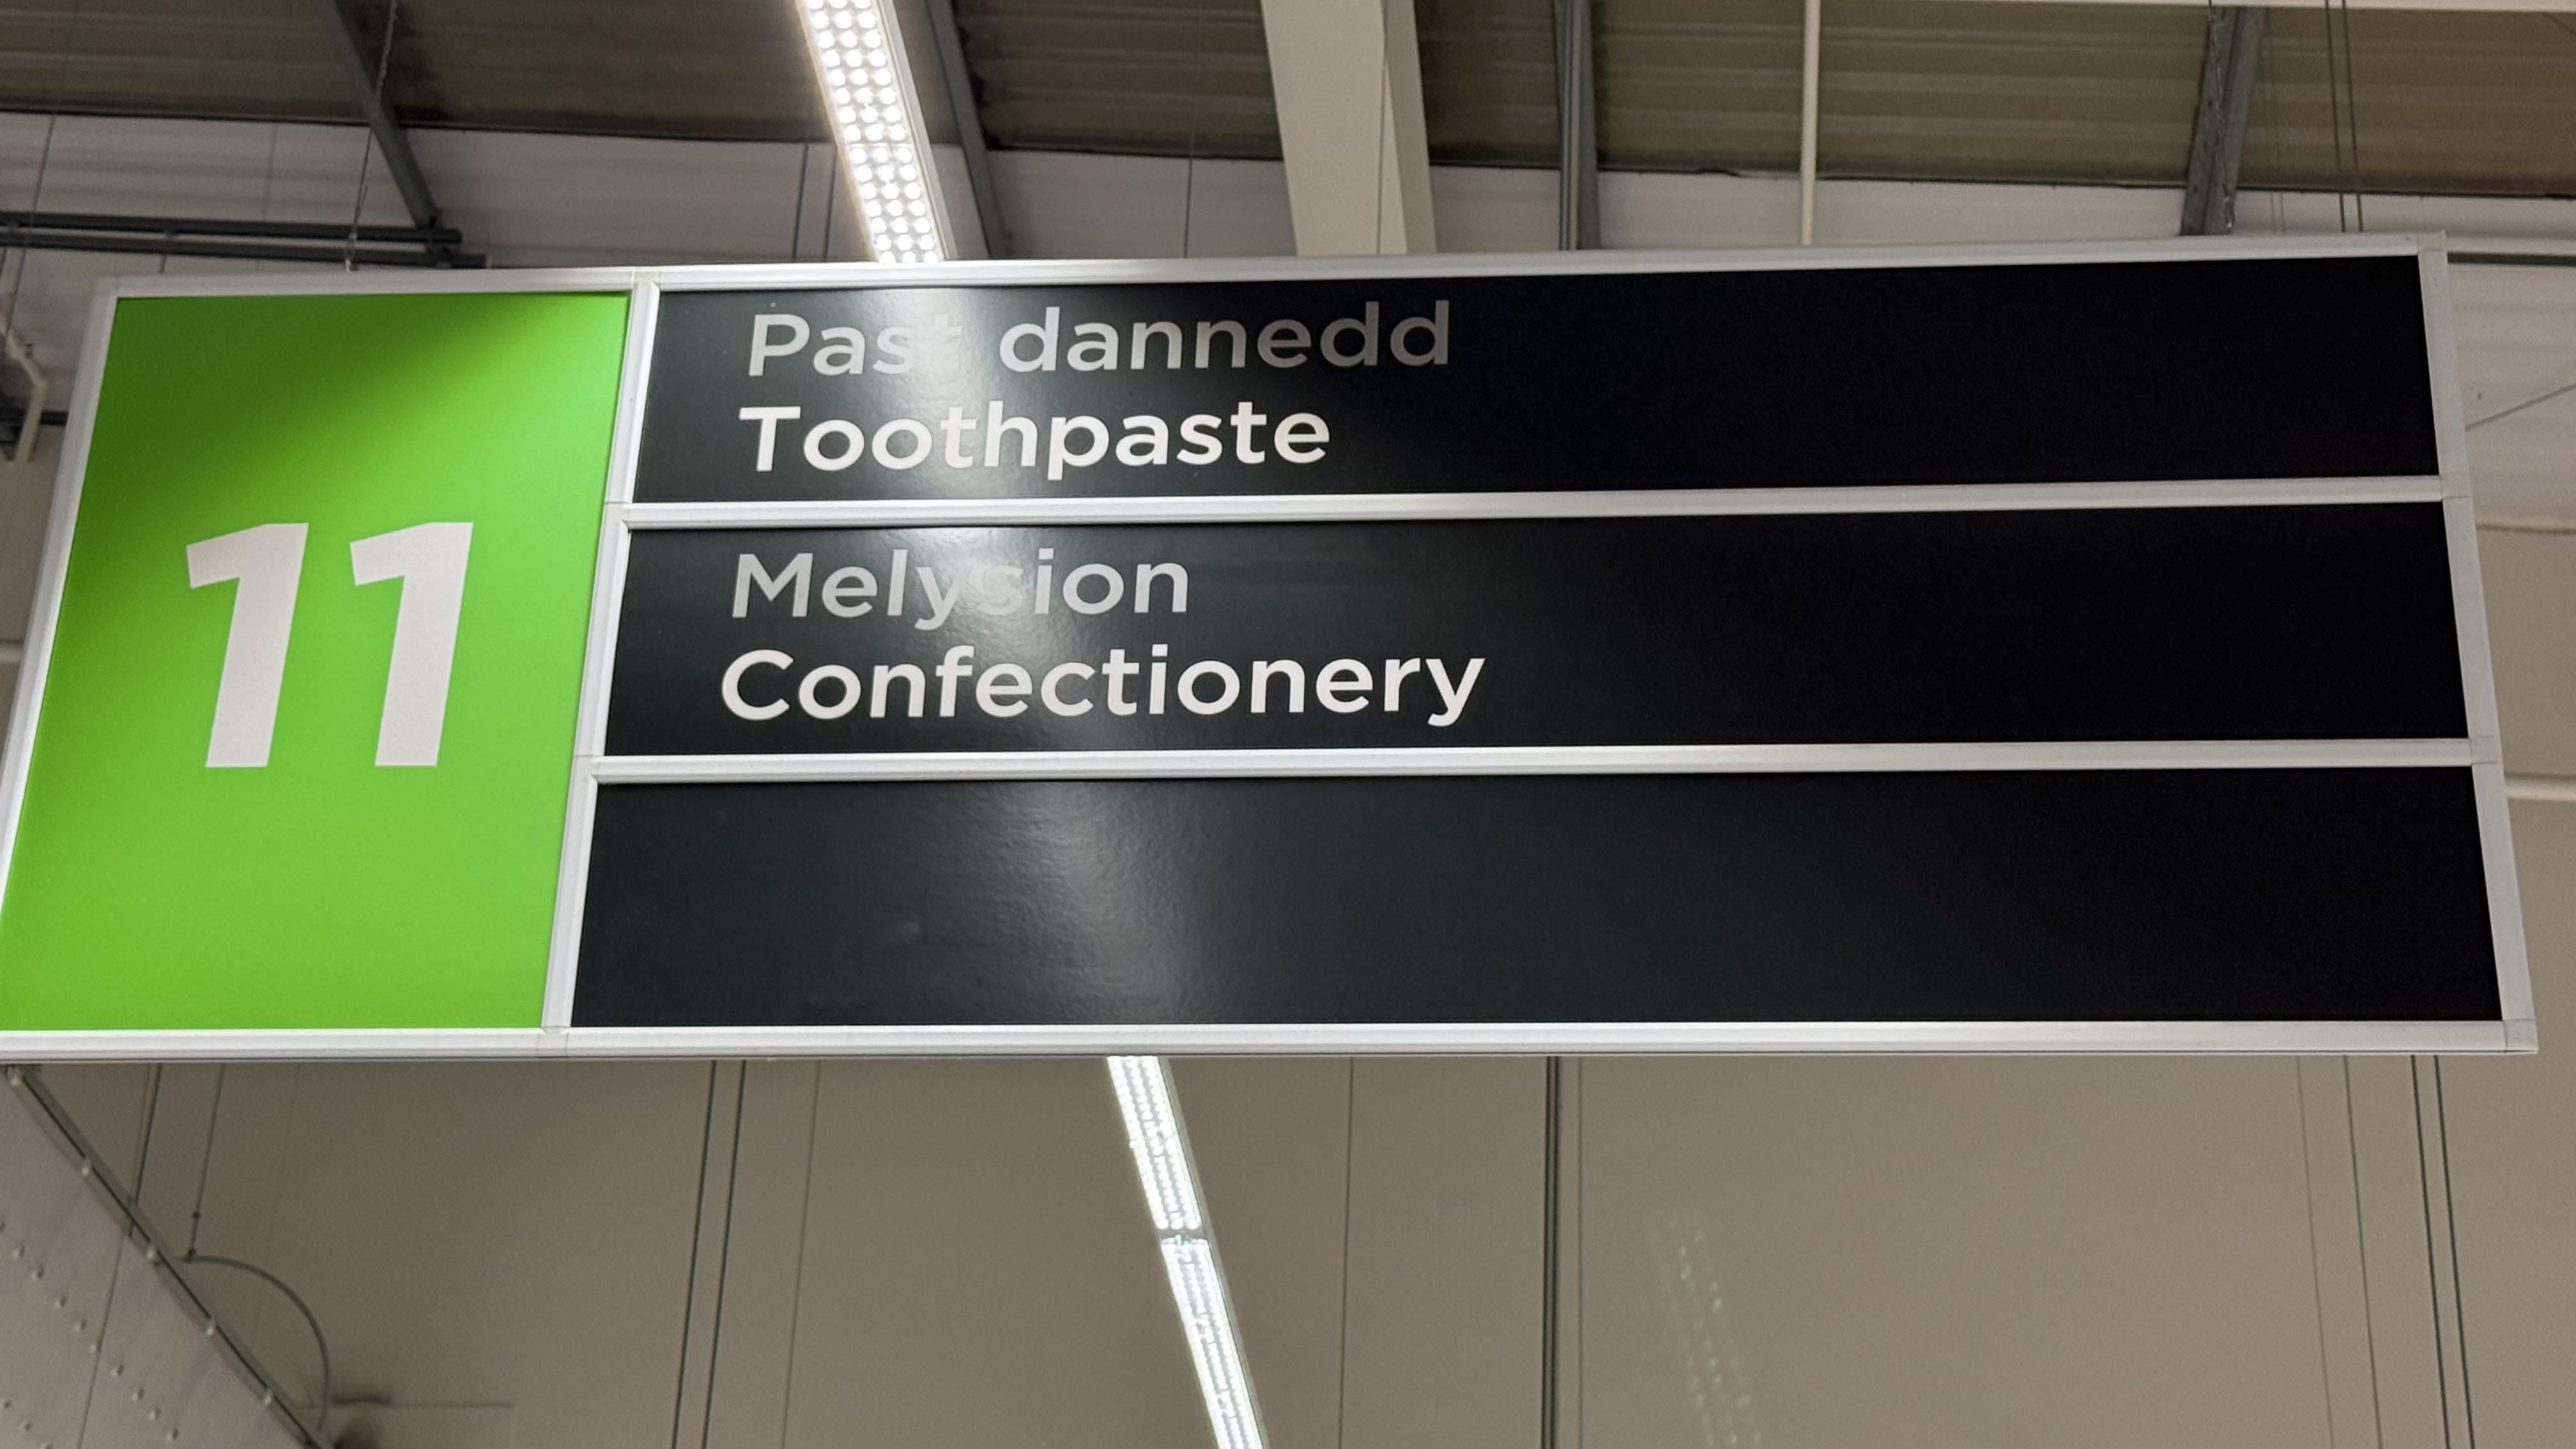 11
Past dannedd
Toothpaste
Melysion
Confectionery